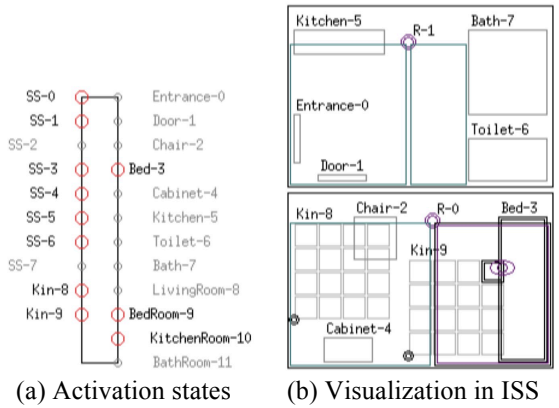 SS-0
SS-1
SS-2
SS-3
SS-4
SS-5
SS-6
SS-7
Kin-8
Kin-9
Entrance-0
Door-1
Chair-2
Bed-3
Cabinet-4
Kitchen-5
Toilet-6
Bath-7
LivingRoom-8
BedRoom-9
KitchenRoom-10
BathRoom-11
(a) Activation states
Kitchen-5
R-1
Bath-7
Entrance-0
Toilet-6
Door-1
Kin-8
Chair-2
R-0
Bed-3
Kin-9
Cabinet-4
(b) Visualization in ISS